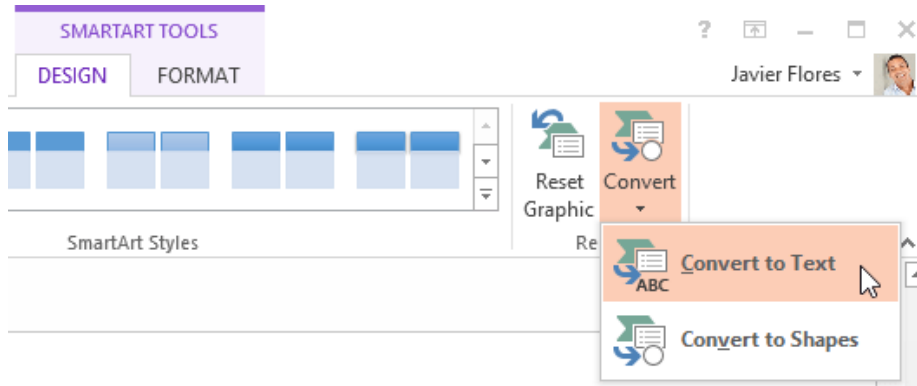 SMARTART TOOLS
?
DESIGN FORMAT
Javier Flores
Reset Graphic
Convert
SmartArt Styles
Re
ABC
Convert to Text
Convert to Shapes